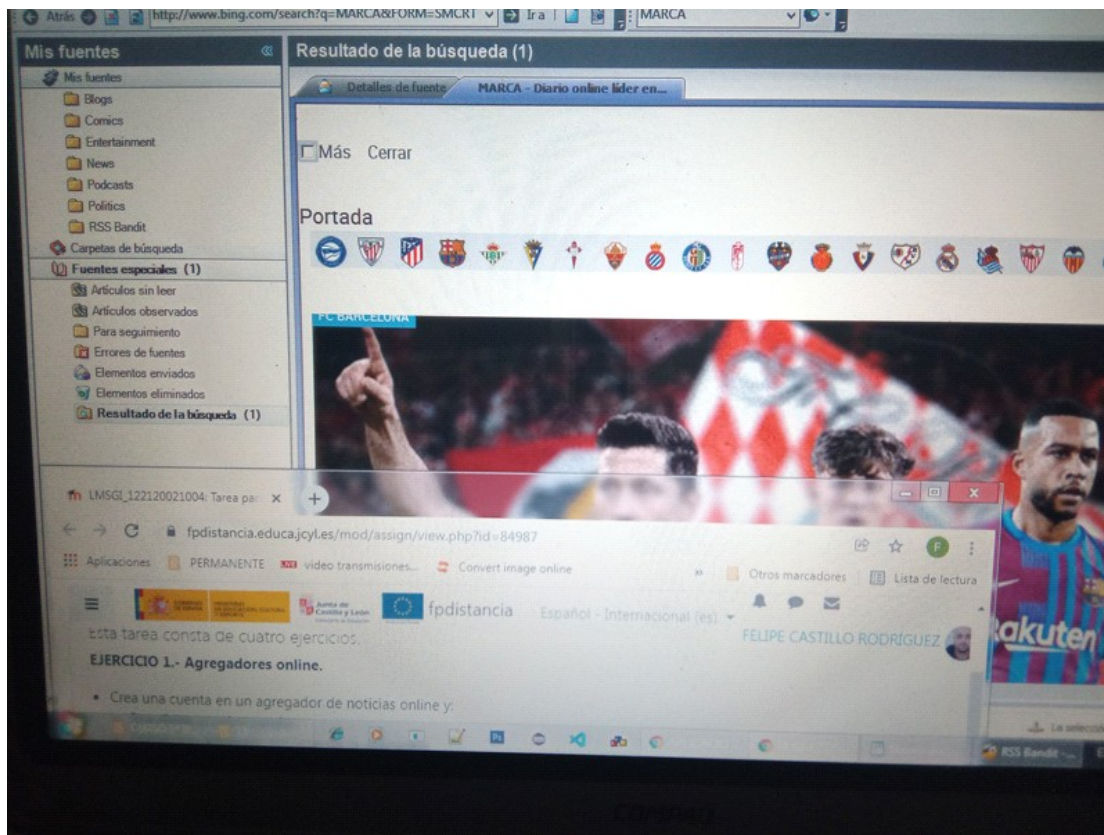 Atrás
http://www.bing.com/search?q=MARCA&FORM=SMCRT
Ir a
MARCA
Mis fuentes
Resultado de la búsqueda (1)
Mis fuentes
Detalles de fuente
MARCA - Diario online líder en...
Blogs
Comics
Entertainment
News
Podcasts
Politics
RSS Bandit
Más Cerrar
Portada
Carpetas de búsqueda
Fuentes especiales (1)
Artículos sin leer
Artículos observados
Para seguimiento
Errores de fuentes
Elementos enviados
Elementos eliminados
Resultado de la búsqueda (1)
FC BARCELONA
Rakuten
LMSGI_122120021004: Tarea par
fpdistancia.educa.jcyl.es/mod/assign/view.php?id=84987
Aplicaciones
PERMANENTE
LIVE
video transmisiones...
Convert image online
»
Otros marcadores
Lista de lectura
F
Junta de Castilla y León
fpdistancia
Español - Internacional (es)
FELIPE CASTILLO RODRÍGUEZ
Esta tarea consta de cuatro ejercicios.
EJERCICIO 1.- Agregadores online.
• Crea una cuenta en un agregador de noticias online y:
La selección
Ps
RSS Bandit -...